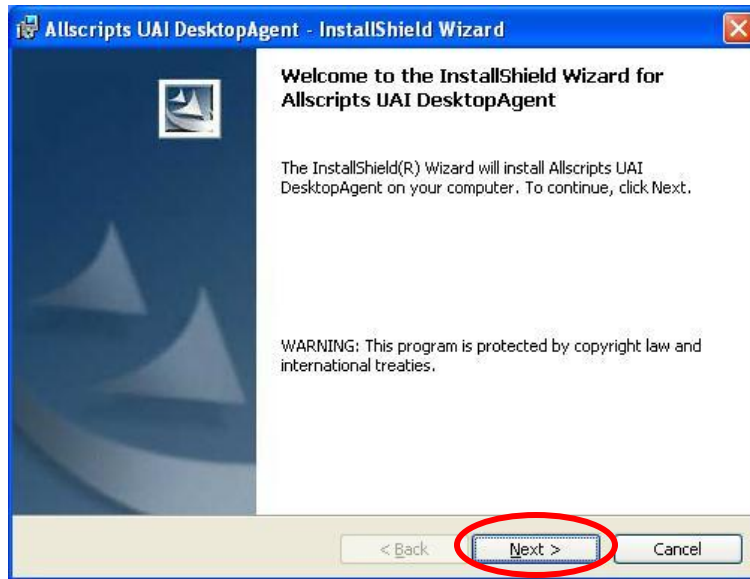 Allscripts UAI DesktopAgent - InstallShield Wizard
Welcome to the InstallShield Wizard for
Allscripts UAI DesktopAgent
The InstallShield(R) Wizard will install Allscripts UAI
DesktopAgent on your computer. To continue, click Next.
WARNING: This program is protected by copyright law and
international treaties.
< Back Next > Cancel